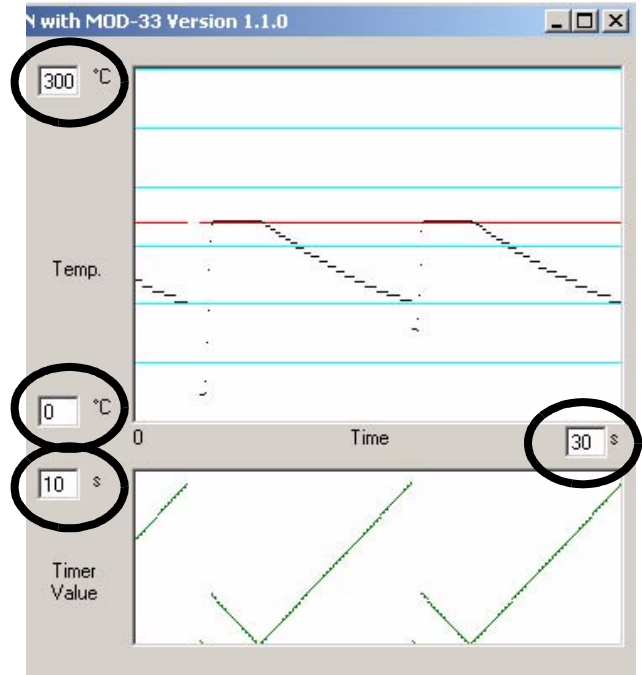 N with MOD-33 Version 1.1.0
300 °C
Temp.
0 °C
0 Time 30 s
10 s
Timer
Value